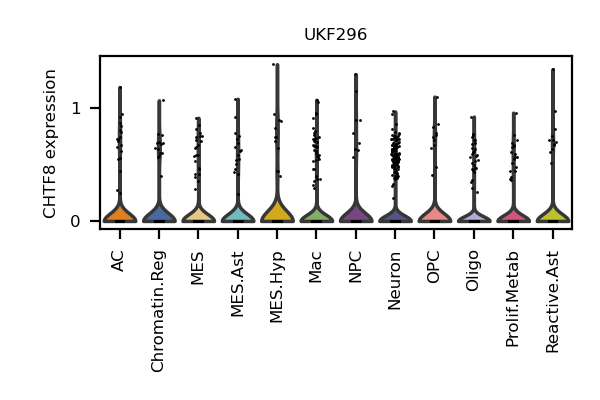 UKF296
CHTF8 expression
1
0
AC
Chromatin.Reg
MES
MES.Ast
MES.Hyp
Mac
NPC
Neuron
OPC
Oligo
Prolif.Metab
Reactive.Ast